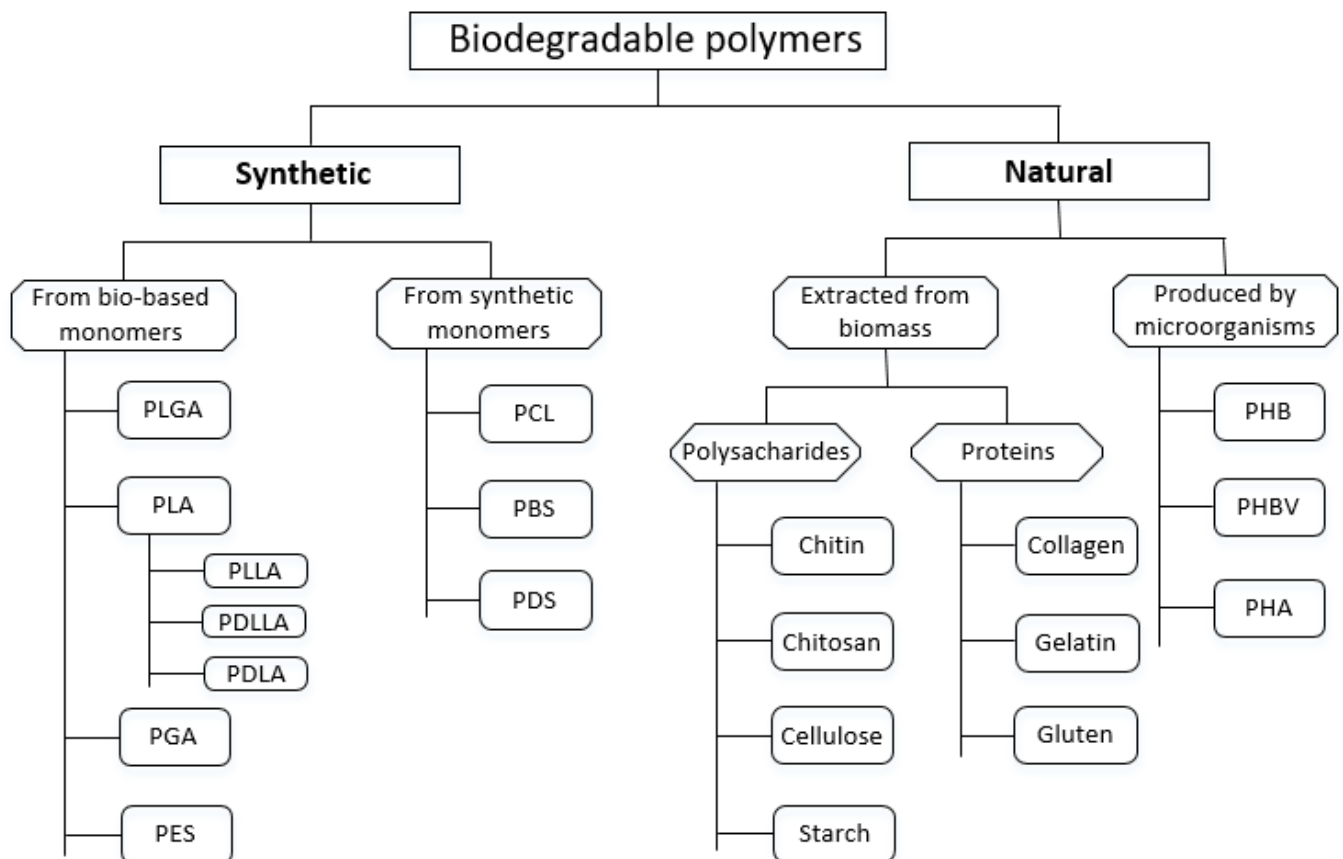 Biodegradable polymers
Synthetic
Natural
From bio-based
monomers
From synthetic
monomers
Extracted from
biomass
Produced by
microorganisms
PLGA
PLA
PLLA
PDLLA
PDLA
PGA
PES
PCL
PBS
PDS
Polysacharides
Chitin
Chitosan
Cellulose
Starch
Proteins
Collagen
Gelatin
Gluten
PHB
PHBV
PHA